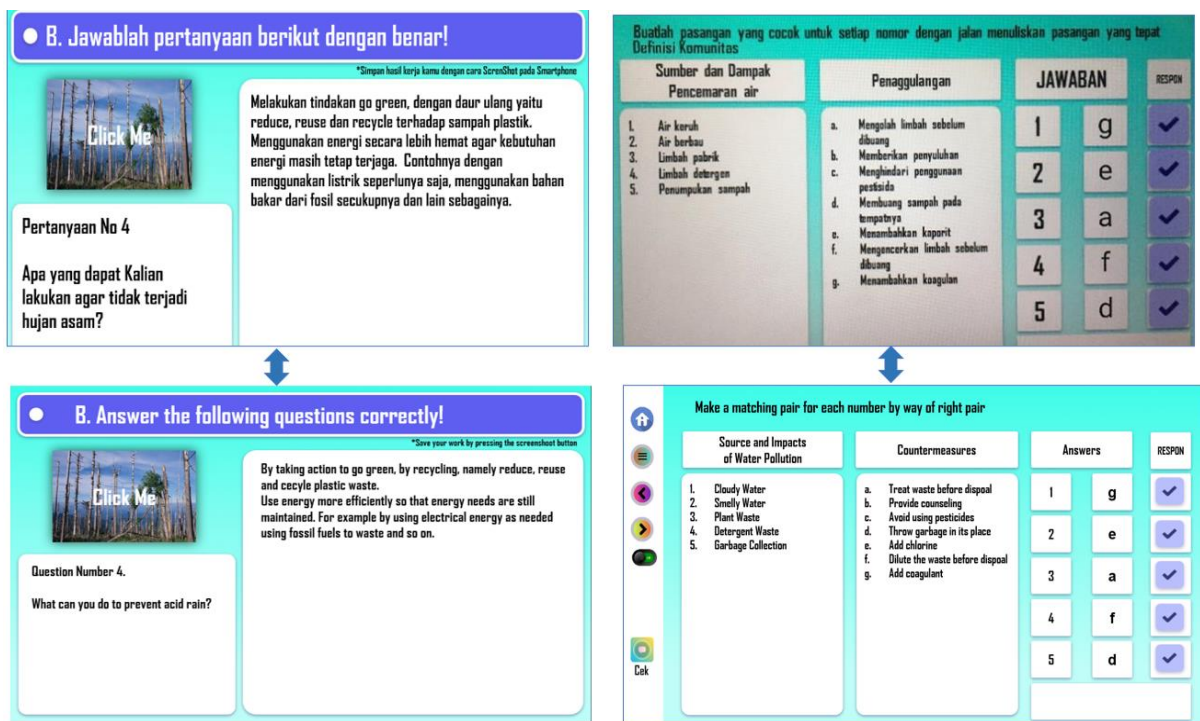 B. Jawablah pertanyaan berikut dengan benar!
*Simpan hasil kerja kamu dengan cara ScrenShot pada Smartphone
Click Me
Pertanyaan No 4
Apa yang dapat Kalian
lakukan agar tidak terjadi
hujan asam?
Melakukan tindakan go green, dengan daur ulang yaitu
reduce, reuse dan recycle terhadap sampah plastik.
Menggunakan energi secara lebih hemat agar kebutuhan
energi masih tetap terjaga. Contohnya dengan
menggunakan listrik seperlunya saja, menggunakan bahan
bakar dari fosil secukupnya dan lain sebagainya.
Buatlah pasangan yang cocok untuk setiap nomor dengan jalan menuliskan pasangan yang tepat
Definisi Komunitas
Sumber dan Dampak
Pencemaran air
1. Air keruh
2. Air berbau
3. Limbah pabrik
4. Limbah detergen
5. Penumpukan sampah
Penaggulangan
a. Mengolah limbah sebelum
dibuang
b. Memberikan penyuluhan
c. Menghindari penggunaan
pestisida
d. Membuang sampah pada
tempatnya
e. Menambahkan kaporit
f. Mengencerkan limbah sebelum
dibuang
g. Menambahkan koagulan
JAWABAN
RESPON
1 g
2 e
3 a
4 f
5 d
B. Answer the following questions correctly!
*Save your work by pressing the screenshoot button
Click Me
Question Number 4.
What can you do to prevent acid rain?
By taking action to go green, by recycling, namely reduce, reuse
and cecyle plastic waste.
Use energy more efficiently so that energy needs are still
maintained. For example by using electrical energy as needed
using fossil fuels to waste and so on.
Make a matching pair for each number by way of right pair
Source and Impacts
of Water Pollution
1. Cloudy Water
2. Smelly Water
3. Plant Waste
4. Detergent Waste
5. Garbage Collection
Countermeasures
a. Treat waste before dispoal
b. Provide counseling
c. Avoid using pesticides
d. Throw garbage in its place
e. Add chlorine
f. Dilute the waste before dispoal
g. Add coagulant
Answers
RESPON
1 g
2 e
3 a
4 f
5 d
Cek